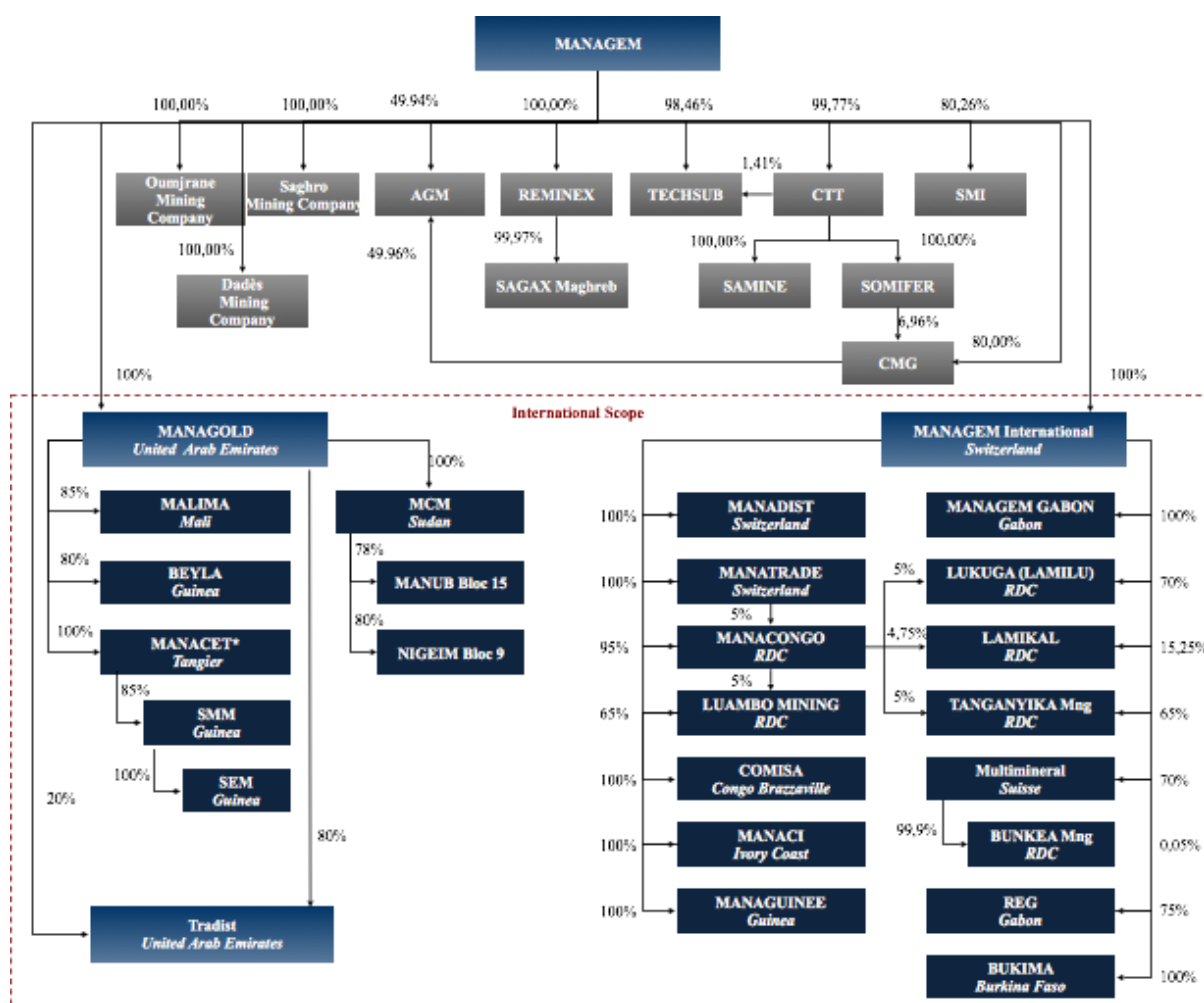 MANAGEM
100,00%
100,00%
49.94%
100,00%
98,46%
99,77%
80,26%
Oumjrane
Mining
Company
Saghro
Mining Company
AGM
REMINEX
TECHSUB
1,41%
CTT
SMI
100,00%
49.96%
99,97%
100,00%
100,00%
Dadès
Mining
Company
SAGAX Maghreb
SAMINE
SOMIFER
6,96%
80,00%
CMG
100%
100%
International Scope
MANAGOLD
United Arab Emirates
MANAGEM International
Switzerland
100%
85%
MALIMA
Mali
MCM
Sudan
78%
80%
BEYLA
Guinea
MANUB Bloc 15
80%
100%
MANACET*
Tangier
NIGEIM Bloc 9
85%
SMM
Guinea
100%
SEM
Guinea
20%
80%
Tradist
United Arab Emirates
100%
MANADIST
Switzerland
MANAGEM GABON
Gabon
100%
100%
MANATRADE
Switzerland
5%
LUKUGA (LAMILU)
RDC
70%
5%
95%
MANACONGO
RDC
4,75%
LAMIKAL
RDC
15,25%
5%
65%
LUAMBO MINING
RDC
5%
TANGANYIKA Mng
RDC
65%
100%
COMISA
Congo Brazzaville
Multimineral
Suisse
70%
99,9%
100%
MANACI
Ivory Coast
BUNKEA Mng
RDC
0,05%
100%
MANAGUINEE
Guinea
REG
Gabon
75%
BUKIMA
Burkina Faso
100%